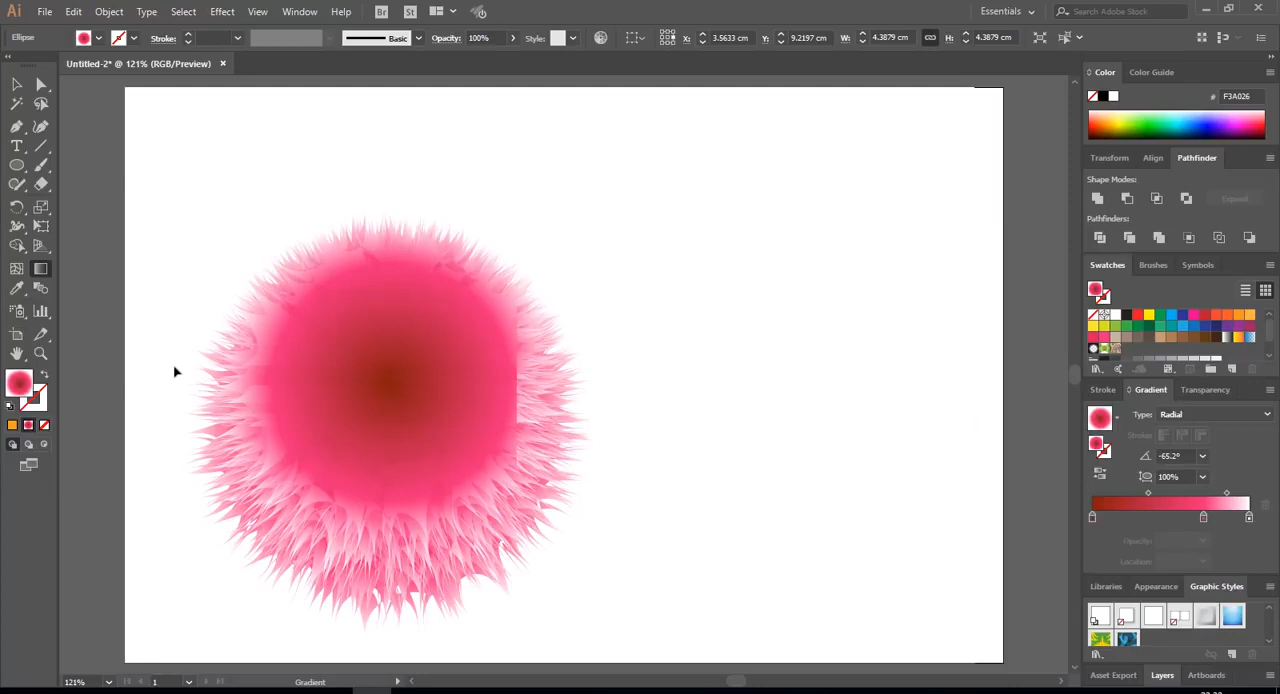 Ai File Edit Object Type Select Effect View Window Help Br St Essentials Search Adobe Stock
Ellipse Stroke: Basic Opacity: 100% Style: X: 3.5633 cm Y: 9.2197 cm W: 4.3879 cm H: 4.3879 cm
Untitled-2* @ 121% (RGB/Preview) ×
Color Color Guide
# F3A026
Transform Align Pathfinder
Shape Modes:
Expand
Pathfinders:
Swatches Brushes Symbols
Stroke Gradient Transparency
Type: Radial
Stroke:
-65.2°
100%
Opacity:
Location:
Libraries Appearance Graphic Styles
Asset Export Layers Artboards
121% 1 Gradient